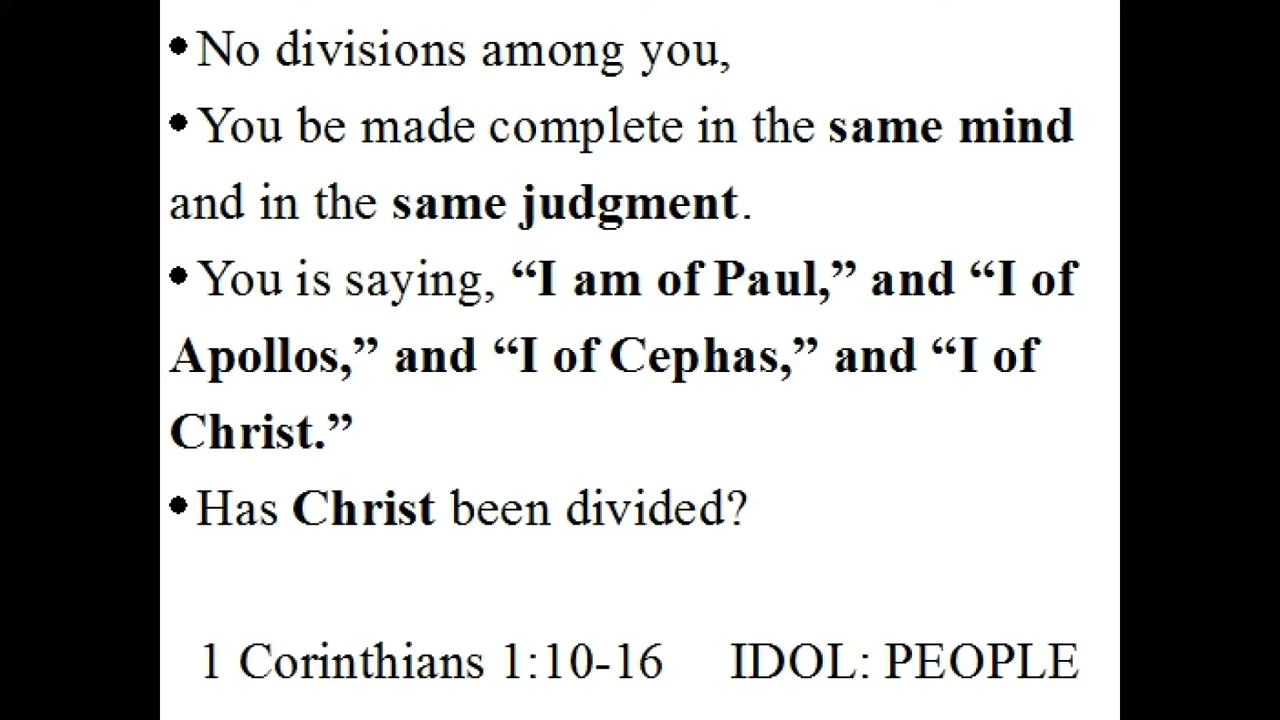 •No divisions among you,
•You be made complete in the same mind
and in the same judgment.
•You is saying, “I am of Paul,” and “I of
Apollos,” and “I of Cephas,” and “I of
Christ.”
•Has Christ been divided?
1 Corinthians 1:10-16 IDOL: PEOPLE